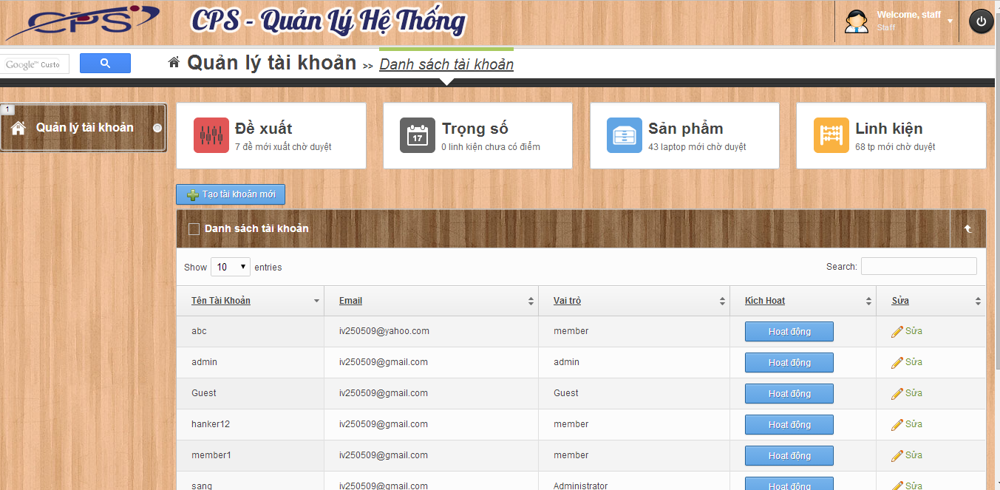 CPS
CPS - Quản Lý Hệ Thống
Welcome, staff
Staff
Google™ Custo
Quản lý tài khoản >> Danh sách tài khoản
1
Quản lý tài khoản
Đề xuất
7 đề mới xuất chờ duyệt
17
Trọng số
0 linh kiện chưa có điểm
Sản phẩm
43 laptop mới chờ duyệt
Linh kiện
68 tp mới chờ duyệt
Tạo tài khoản mới
Danh sách tài khoản
Show 10 entries
Search:
Tên Tài Khoản Email Vai trò Kích Hoạt Sửa
abc iv250509@yahoo.com member Hoạt động Sửa
admin iv250509@gmail.com admin Hoạt động Sửa
Guest iv250509@gmail.com Guest Hoạt động Sửa
hanker12 iv250509@gmail.com member Hoạt động Sửa
member1 iv250509@gmail.com member Hoạt động Sửa
sang iv250509@gmail.com Administrator Hoạt động Sửa